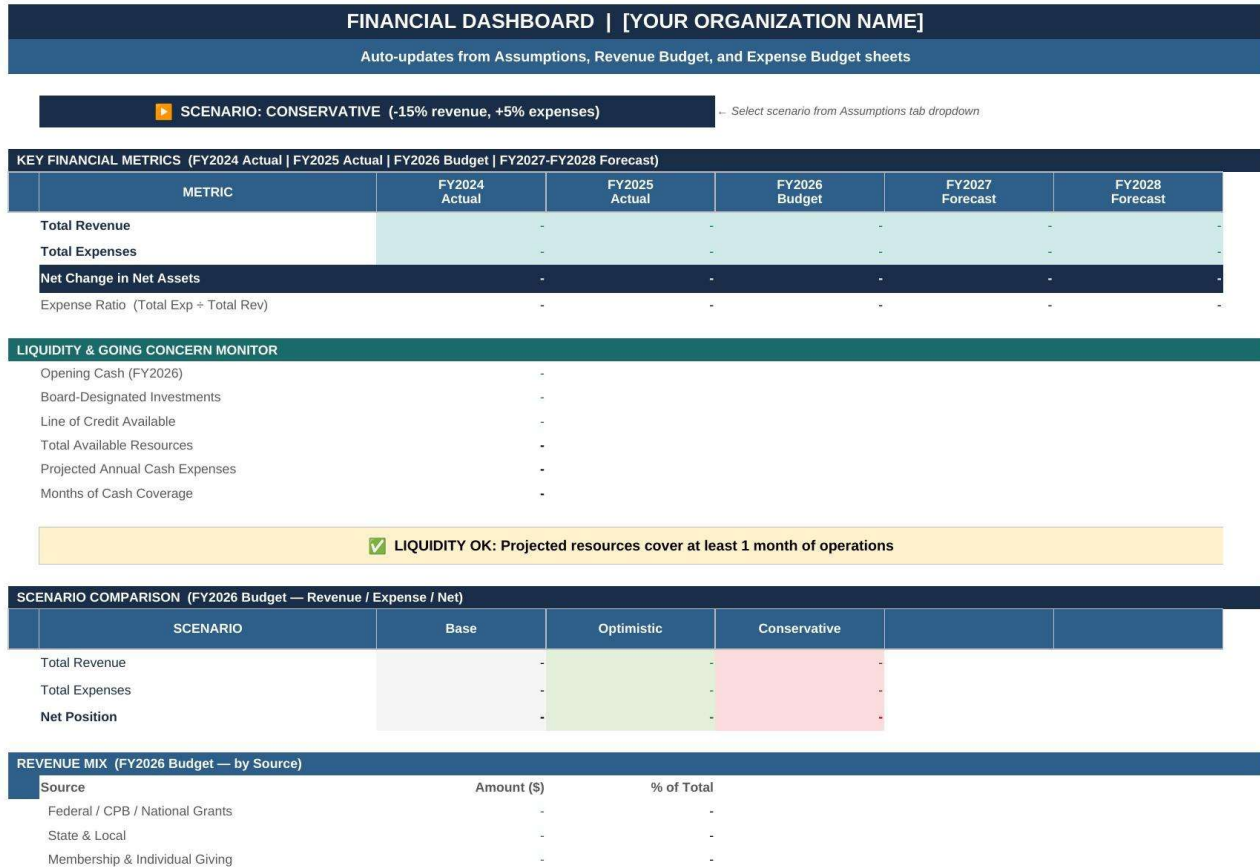 FINANCIAL DASHBOARD | [YOUR ORGANIZATION NAME]
Auto-updates from Assumptions, Revenue Budget, and Expense Budget sheets
▶️ SCENARIO: CONSERVATIVE (-15% revenue, +5% expenses) ← Select scenario from Assumptions tab dropdown
KEY FINANCIAL METRICS (FY2024 Actual | FY2025 Actual | FY2026 Budget | FY2027-FY2028 Forecast)
METRIC FY2024 Actual FY2025 Actual FY2026 Budget FY2027 Forecast FY2028 Forecast
Total Revenue - - - - -
Total Expenses - - - - -
Net Change in Net Assets - - - - -
Expense Ratio (Total Exp ÷ Total Rev) - - - - -
LIQUIDITY & GOING CONCERN MONITOR
Opening Cash (FY2026) -
Board-Designated Investments -
Line of Credit Available -
Total Available Resources -
Projected Annual Cash Expenses -
Months of Cash Coverage -
✅ LIQUIDITY OK: Projected resources cover at least 1 month of operations
SCENARIO COMPARISON (FY2026 Budget — Revenue / Expense / Net)
SCENARIO Base Optimistic Conservative
Total Revenue - - -
Total Expenses - - -
Net Position - - -
REVENUE MIX (FY2026 Budget — by Source)
Source Amount ($) % of Total
Federal / CPB / National Grants - -
State & Local - -
Membership & Individual Giving - -